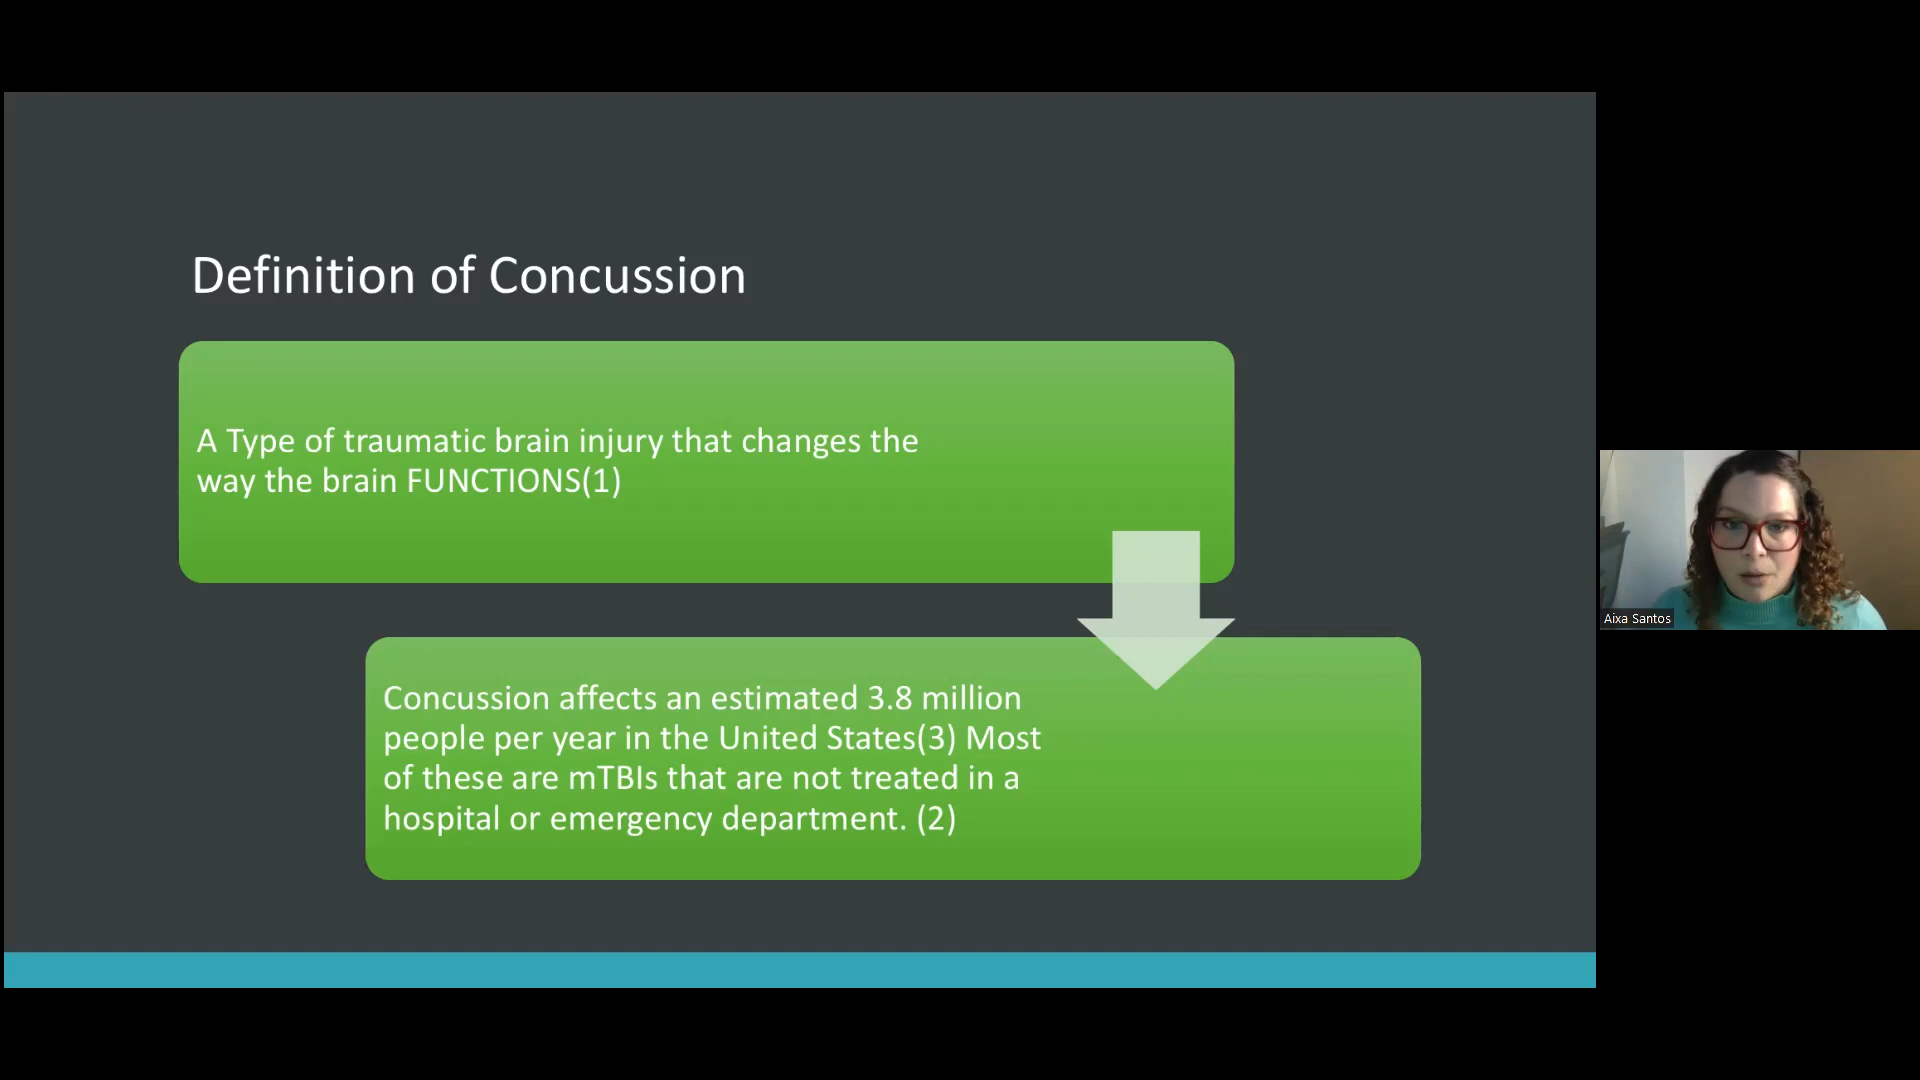 Definition of Concussion
A Type of traumatic brain injury that changes the
way the brain FUNCTIONS(1)
Concussion affects an estimated 3.8 million
people per year in the United States(3) Most
of these are mTBIs that are not treated in a
hospital or emergency department. (2)
Aixa Santos